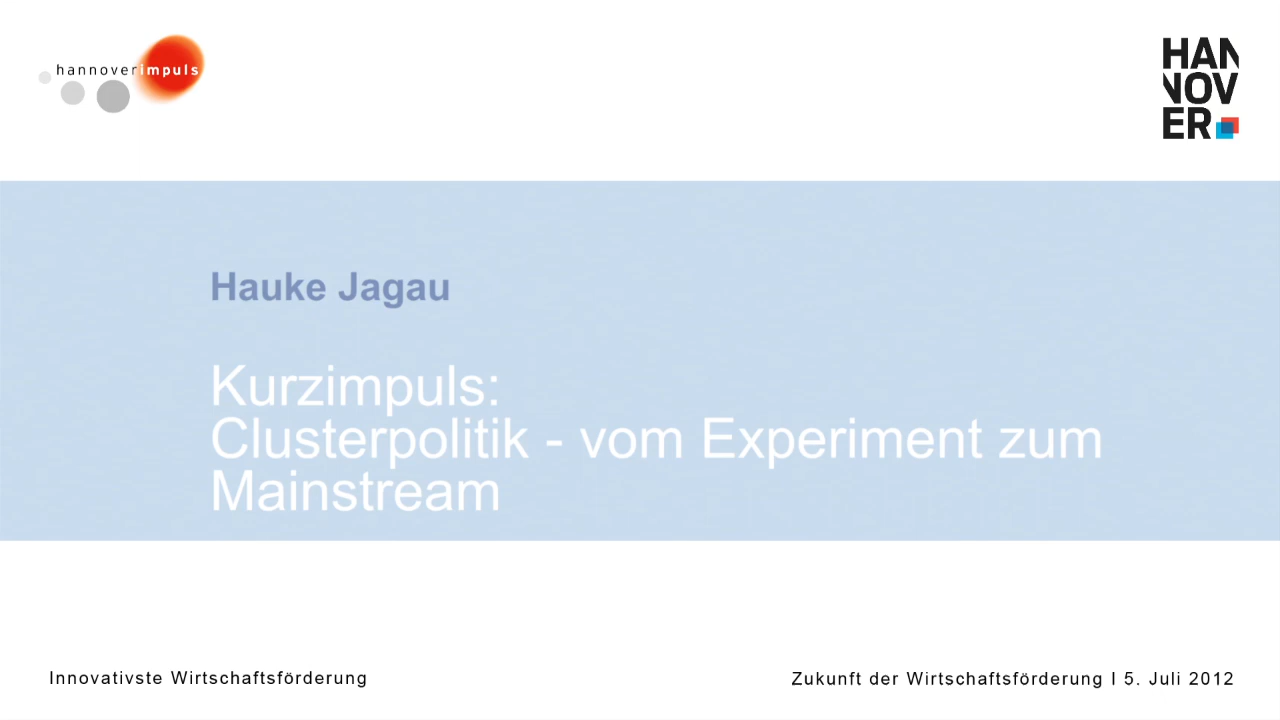 hannoverimpuls
HAN
NOV
ER
Hauke Jagau
Kurzimpuls:
Clusterpolitik - vom Experiment zum
Mainstream
Innovativste Wirtschaftsförderung
Zukunft der Wirtschaftsförderung I 5. Juli 2012